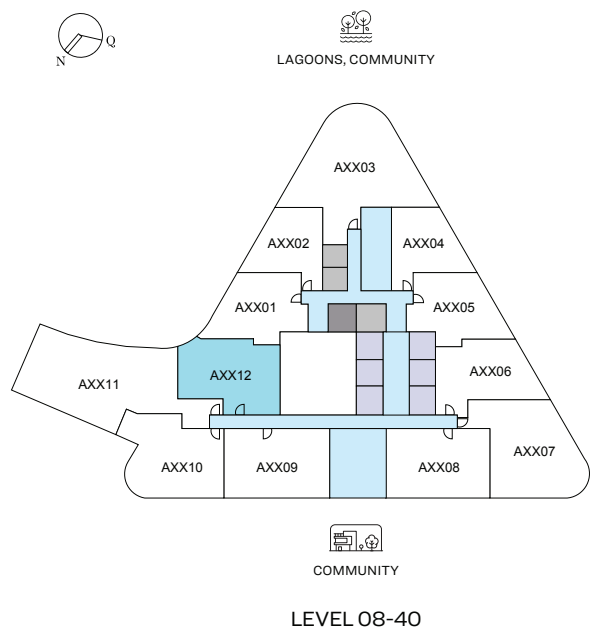 N
Q
LAGOONS, COMMUNITY
AXX03
AXX02
AXX04
AXX01
AXX05
AXX12
AXX06
AXX11
AXX07
AXX10
AXX09
AXX08
COMMUNITY
LEVEL 08-40